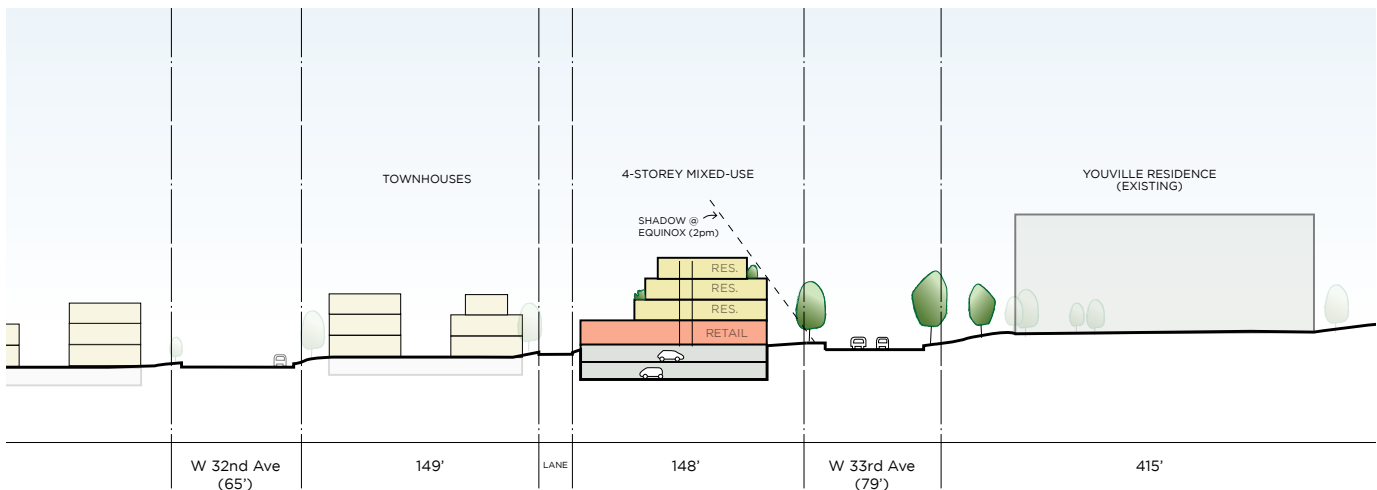 TOWNHOUSES
4-STOREY MIXED-USE
YOUVILLE RESIDENCE
(EXISTING)
SHADOW @
EQUINOX (2pm)
RES.
RES.
RES.
RETAIL
W 32nd Ave
(65')
149'
LANE
148'
W 33rd Ave
(79')
415'